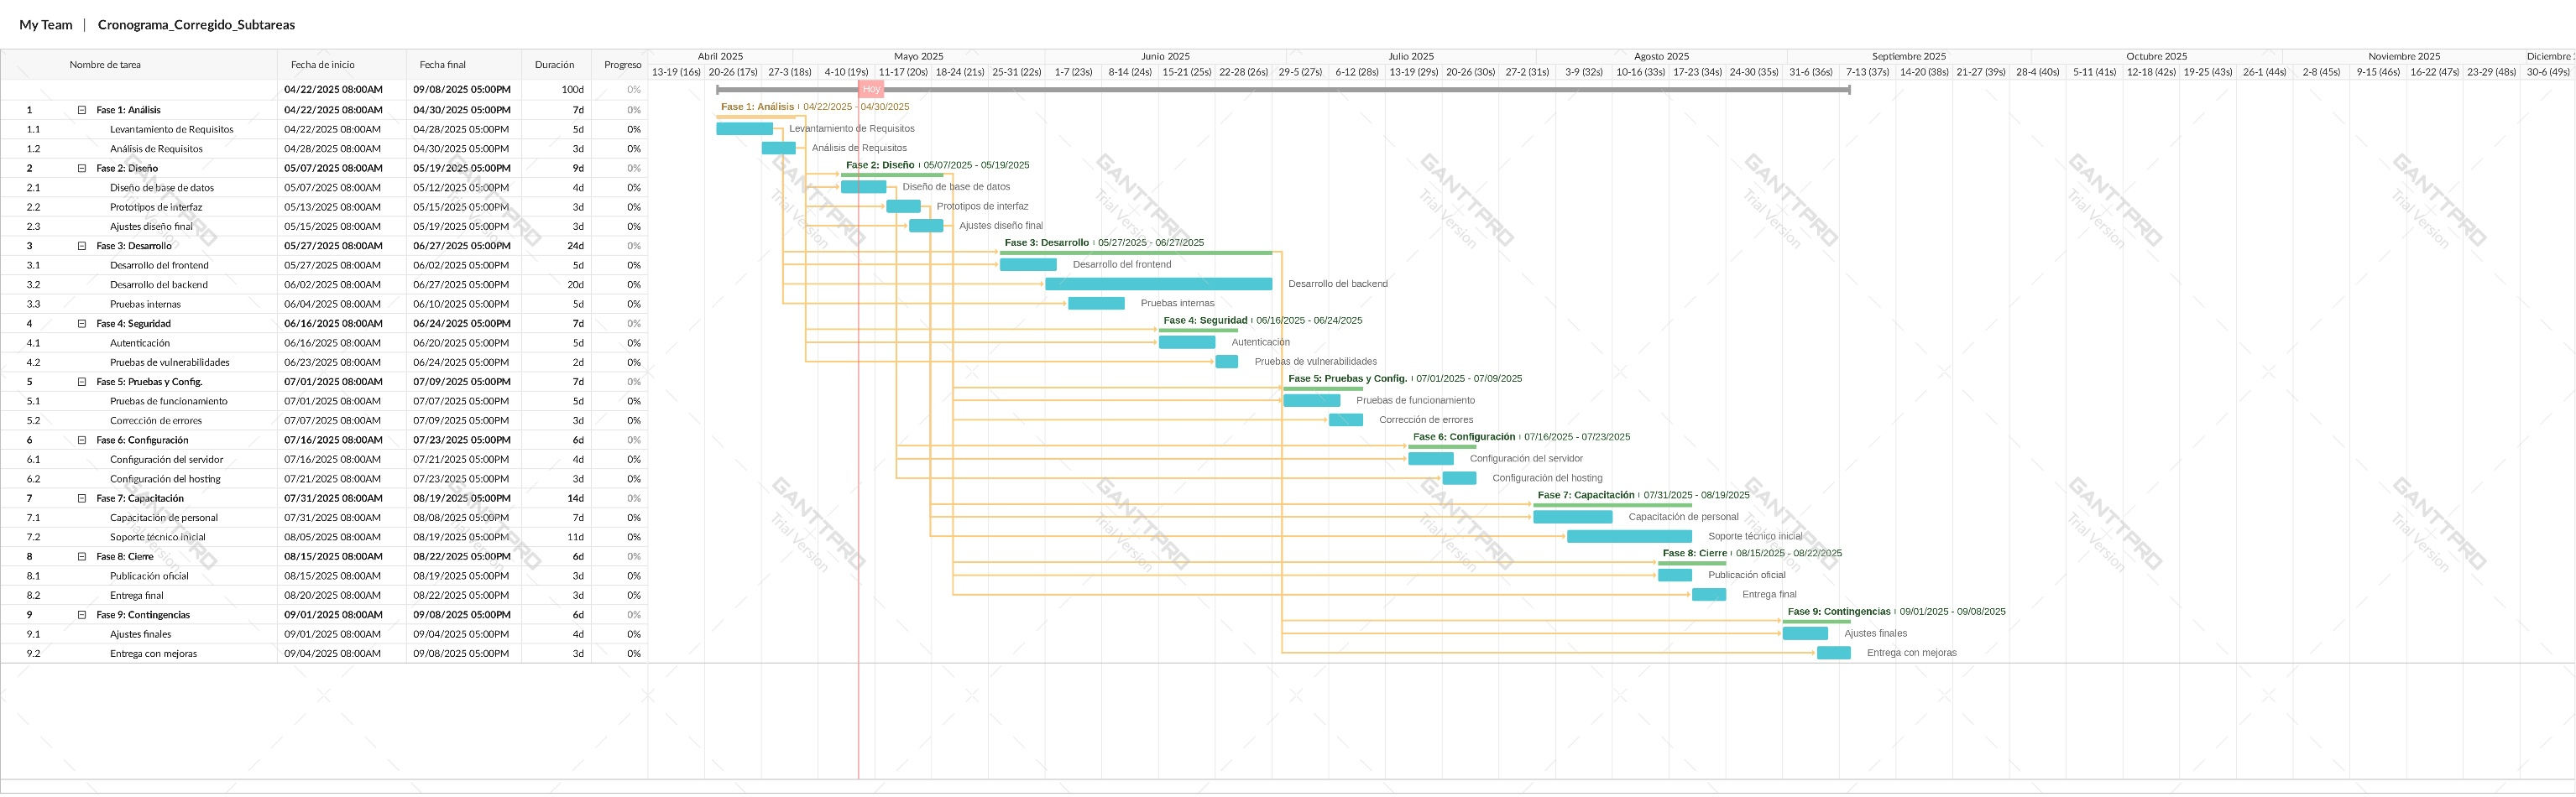 My Team | Cronograma_Corregido_Subtareas
Nombre de tarea Fecha de inicio Fecha final Duración Progreso
Abril 2025 Mayo 2025 Junio 2025 Julio 2025 Agosto 2025 Septiembre 2025 Octubre 2025 Noviembre 2025 Diciembre
13-19 (16s) 20-26 (17s) 27-3 (18s) 4-10 (19s) 11-17 (20s) 18-24 (21s) 25-31 (22s) 1-7 (23s) 8-14 (24s) 15-21 (25s) 22-28 (26s) 29-5 (27s) 6-12 (28s) 13-19 (29s) 20-26 (30s) 27-2 (31s) 3-9 (32s) 10-16 (33s) 17-23 (34s) 24-30 (35s) 31-6 (36s) 7-13 (37s) 14-20 (38s) 21-27 (39s) 28-4 (40s) 5-11 (41s) 12-18 (42s) 19-25 (43s) 26-1 (44s) 2-8 (45s) 9-15 (46s) 16-22 (47s) 23-29 (48s) 30-6 (49s)
04/22/2025 08:00AM 09/08/2025 05:00PM 100d 0% Hoy
1 Fase 1: Análisis 04/22/2025 08:00AM 04/30/2025 05:00PM 7d 0% Fase 1: Análisis 04/22/2025 - 04/30/2025
1.1 Levantamiento de Requisitos 04/22/2025 08:00AM 04/28/2025 05:00PM 5d 0% Levantamiento de Requisitos
1.2 Análisis de Requisitos 04/28/2025 08:00AM 04/30/2025 05:00PM 3d 0% Análisis de Requisitos
2 Fase 2: Diseño 05/07/2025 08:00AM 05/19/2025 05:00PM 9d 0% Fase 2: Diseño 05/07/2025 - 05/19/2025
2.1 Diseño de base de datos 05/07/2025 08:00AM 05/12/2025 05:00PM 4d 0% Diseño de base de datos
2.2 Prototipos de interfaz 05/13/2025 08:00AM 05/15/2025 05:00PM 3d 0% Prototipos de interfaz
2.3 Ajustes diseño final 05/15/2025 08:00AM 05/19/2025 05:00PM 3d 0% Ajustes diseño final
3 Fase 3: Desarrollo 05/27/2025 08:00AM 06/27/2025 05:00PM 24d 0% Fase 3: Desarrollo 05/27/2025 - 06/27/2025
3.1 Desarrollo del frontend 05/27/2025 08:00AM 06/02/2025 05:00PM 5d 0% Desarrollo del frontend
3.2 Desarrollo del backend 06/02/2025 08:00AM 06/27/2025 05:00PM 20d 0% Desarrollo del backend
3.3 Pruebas internas 06/04/2025 08:00AM 06/10/2025 05:00PM 5d 0% Pruebas internas
4 Fase 4: Seguridad 06/16/2025 08:00AM 06/24/2025 05:00PM 7d 0% Fase 4: Seguridad 06/16/2025 - 06/24/2025
4.1 Autenticación 06/16/2025 08:00AM 06/20/2025 05:00PM 5d 0% Autenticación
4.2 Pruebas de vulnerabilidades 06/23/2025 08:00AM 06/24/2025 05:00PM 2d 0% Pruebas de vulnerabilidades
5 Fase 5: Pruebas y Config. 07/01/2025 08:00AM 07/09/2025 05:00PM 7d 0% Fase 5: Pruebas y Config. 07/01/2025 - 07/09/2025
5.1 Pruebas de funcionamiento 07/01/2025 08:00AM 07/07/2025 05:00PM 5d 0% Pruebas de funcionamiento
5.2 Corrección de errores 07/07/2025 08:00AM 07/09/2025 05:00PM 3d 0% Corrección de errores
6 Fase 6: Configuración 07/16/2025 08:00AM 07/23/2025 05:00PM 6d 0% Fase 6: Configuración 07/16/2025 - 07/23/2025
6.1 Configuración del servidor 07/16/2025 08:00AM 07/21/2025 05:00PM 4d 0% Configuración del servidor
6.2 Configuración del hosting 07/21/2025 08:00AM 07/23/2025 05:00PM 3d 0% Configuración del hosting
7 Fase 7: Capacitación 07/31/2025 08:00AM 08/19/2025 05:00PM 14d 0% Fase 7: Capacitación 07/31/2025 - 08/19/2025
7.1 Capacitación de personal 07/31/2025 08:00AM 08/08/2025 05:00PM 7d 0% Capacitación de personal
7.2 Soporte técnico inicial 08/05/2025 08:00AM 08/19/2025 05:00PM 11d 0% Soporte técnico inicial
8 Fase 8: Cierre 08/15/2025 08:00AM 08/22/2025 05:00PM 6d 0% Fase 8: Cierre 08/15/2025 - 08/22/2025
8.1 Publicación oficial 08/15/2025 08:00AM 08/19/2025 05:00PM 3d 0% Publicación oficial
8.2 Entrega final 08/20/2025 08:00AM 08/22/2025 05:00PM 3d 0% Entrega final
9 Fase 9: Contingencias 09/01/2025 08:00AM 09/08/2025 05:00PM 6d 0% Fase 9: Contingencias 09/01/2025 - 09/08/2025
9.1 Ajustes finales 09/01/2025 08:00AM 09/04/2025 05:00PM 4d 0% Ajustes finales
9.2 Entrega con mejoras 09/04/2025 08:00AM 09/08/2025 05:00PM 3d 0% Entrega con mejoras
GANTTPRO
Trial Version